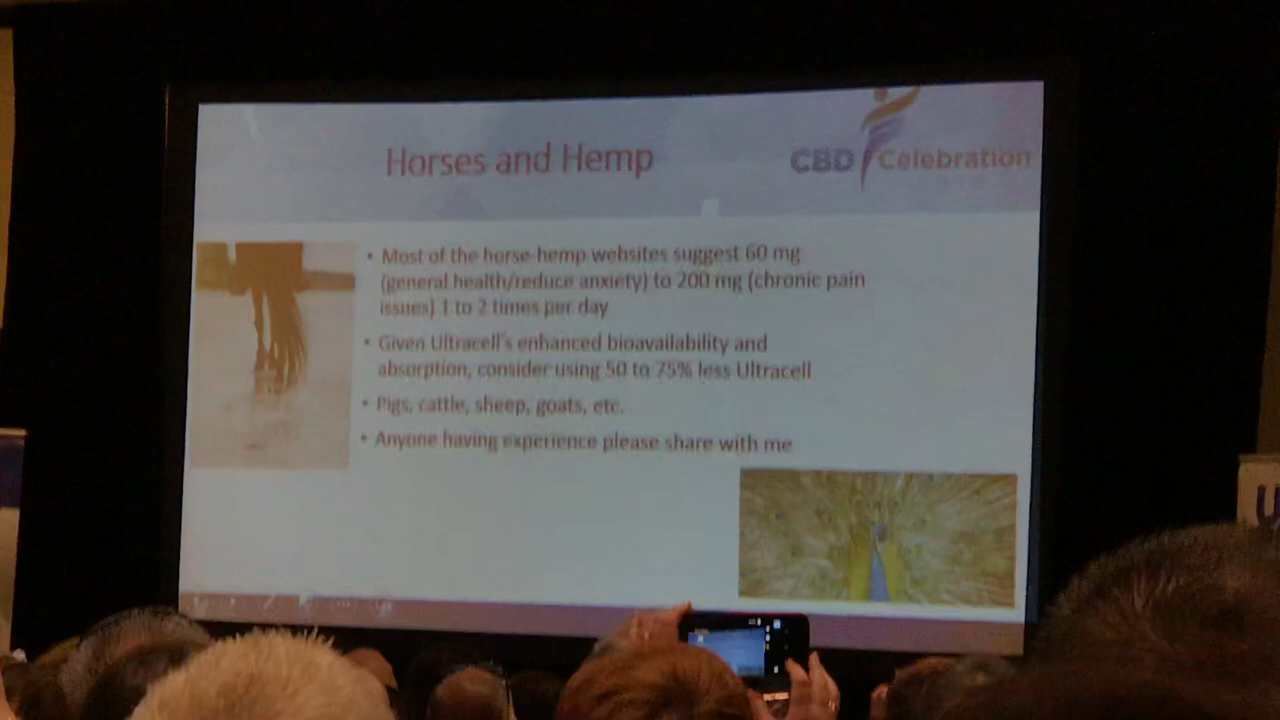 Horses and Hemp
CBD Celebration
• Most of the horse-hemp websites suggest 60 mg
(general health/reduce anxiety) to 200 mg (chronic pain
issues) 1 to 2 times per day
• Given Ultracell's enhanced bioavailability and
absorption, consider using 50 to 75% less Ultracell
• Pigs, cattle, sheep, goats, etc.
• Anyone having experience please share with me